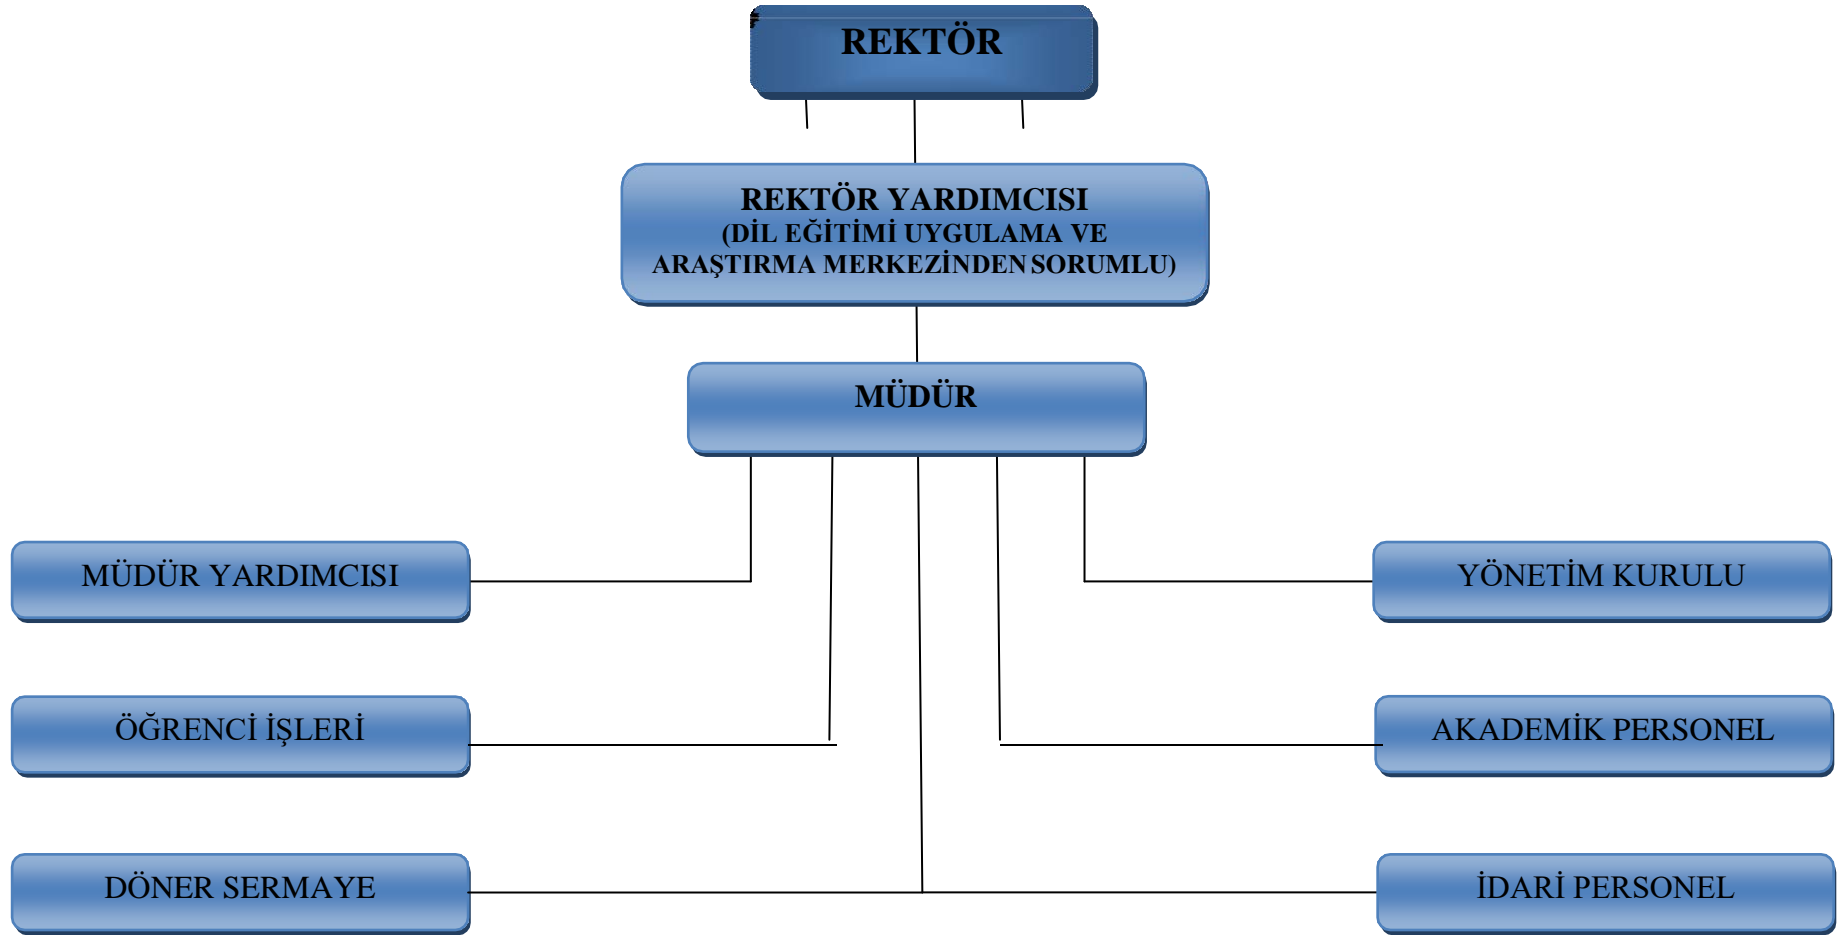 REKTÖR
REKTÖR YARDIMCISI
(DİL EĞİTİMİ UYGULAMA VE
ARAŞTIRMA MERKEZİNDEN SORUMLU)
MÜDÜR
MÜDÜR YARDIMCISI
YÖNETİM KURULU
ÖĞRENCİ İŞLERİ
AKADEMİK PERSONEL
DÖNER SERMAYE
İDARİ PERSONEL